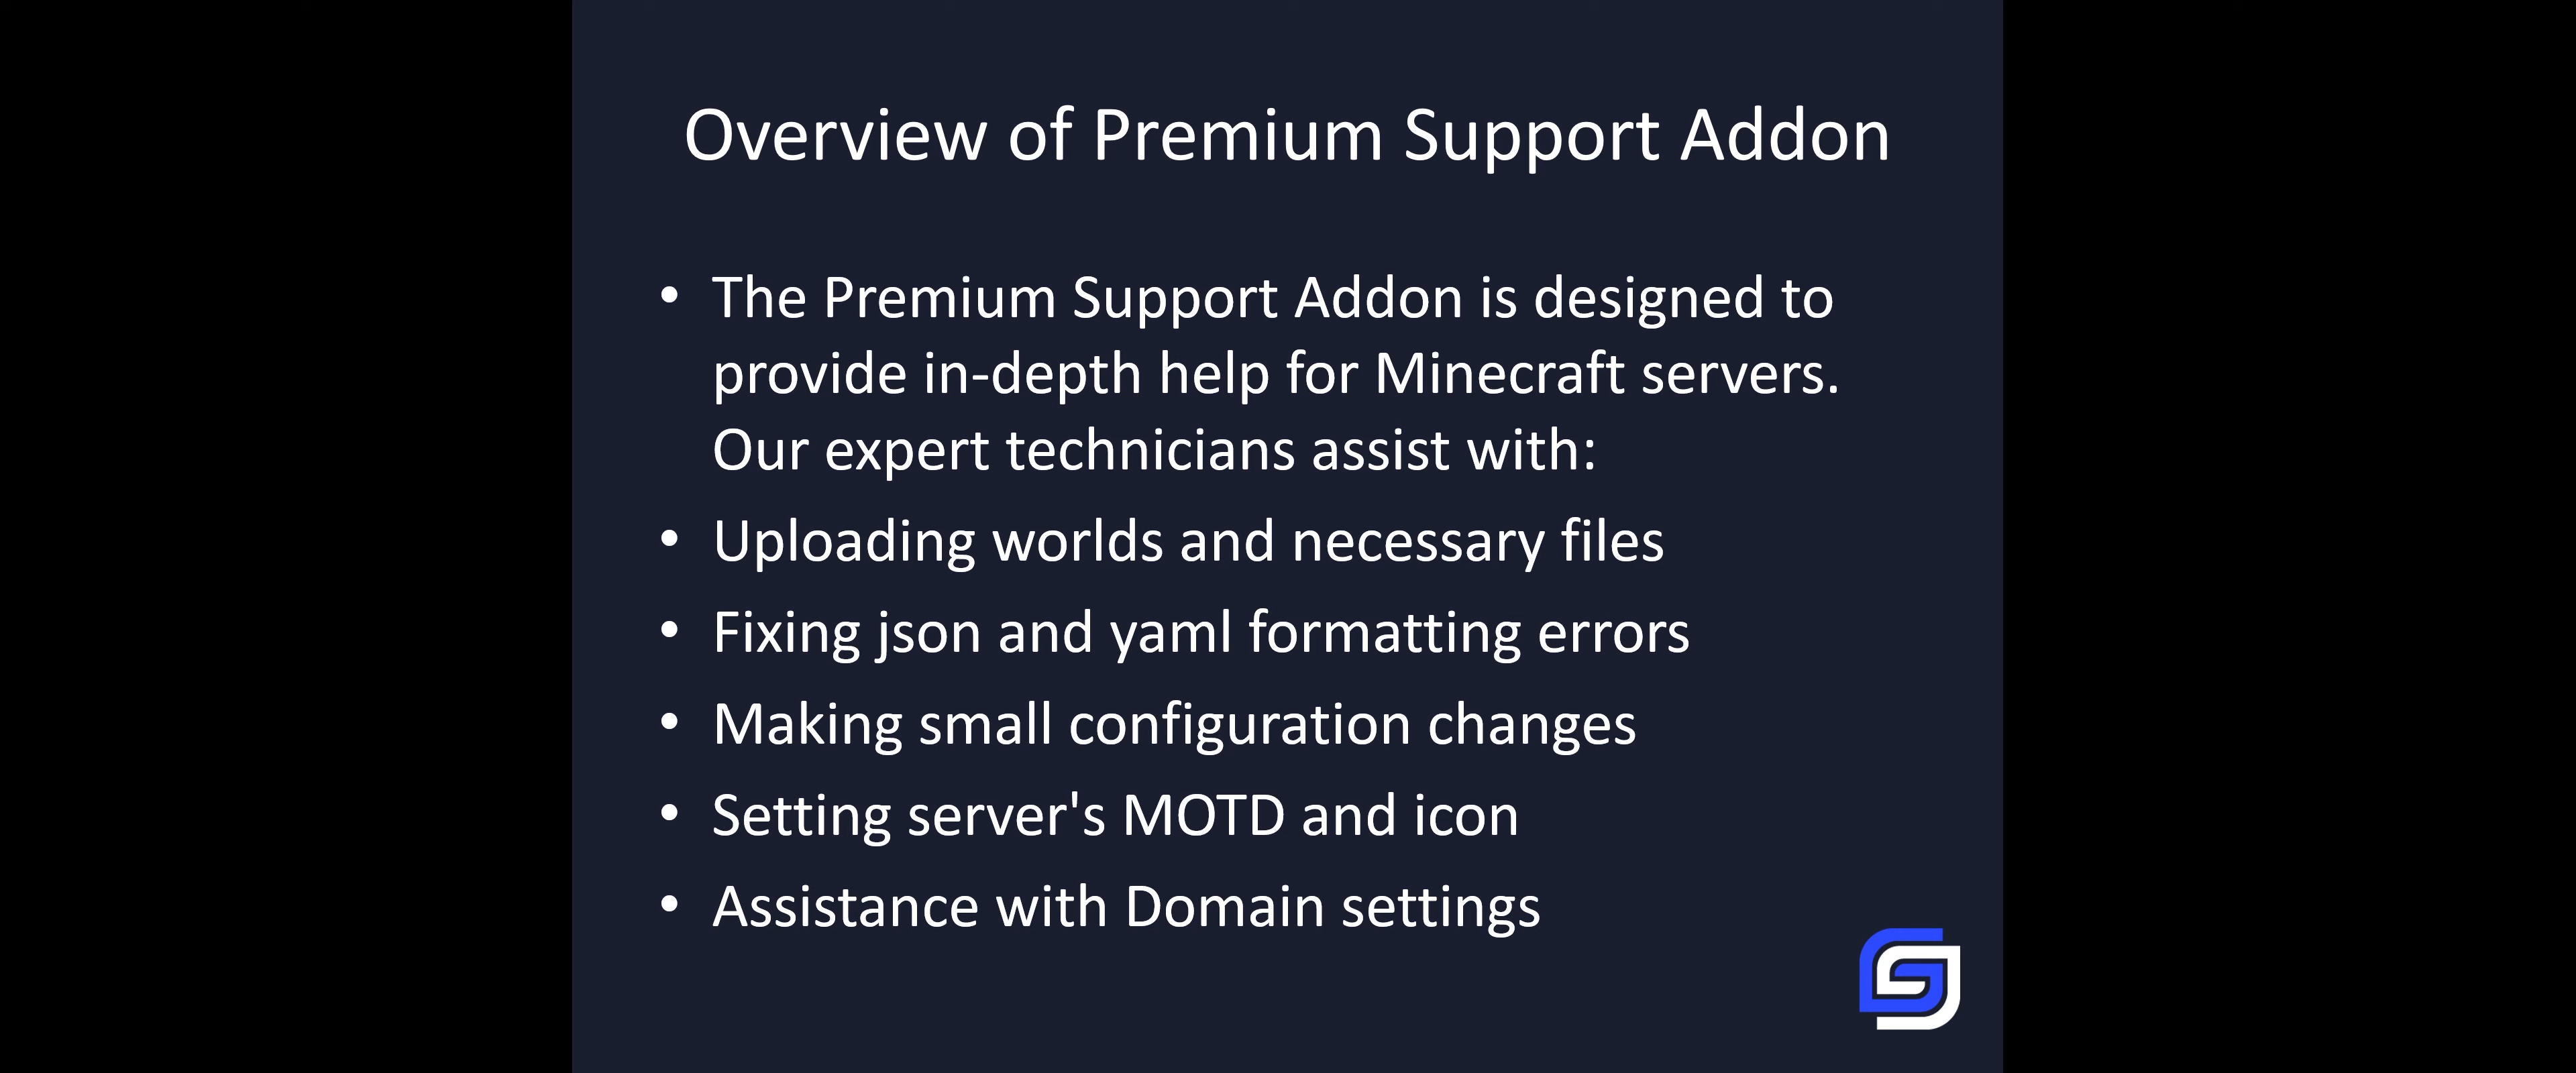 Overview of Premium Support Addon
• The Premium Support Addon is designed to
provide in-depth help for Minecraft servers.
Our expert technicians assist with:
• Uploading worlds and necessary files
• Fixing json and yaml formatting errors
• Making small configuration changes
• Setting server's MOTD and icon
• Assistance with Domain settings